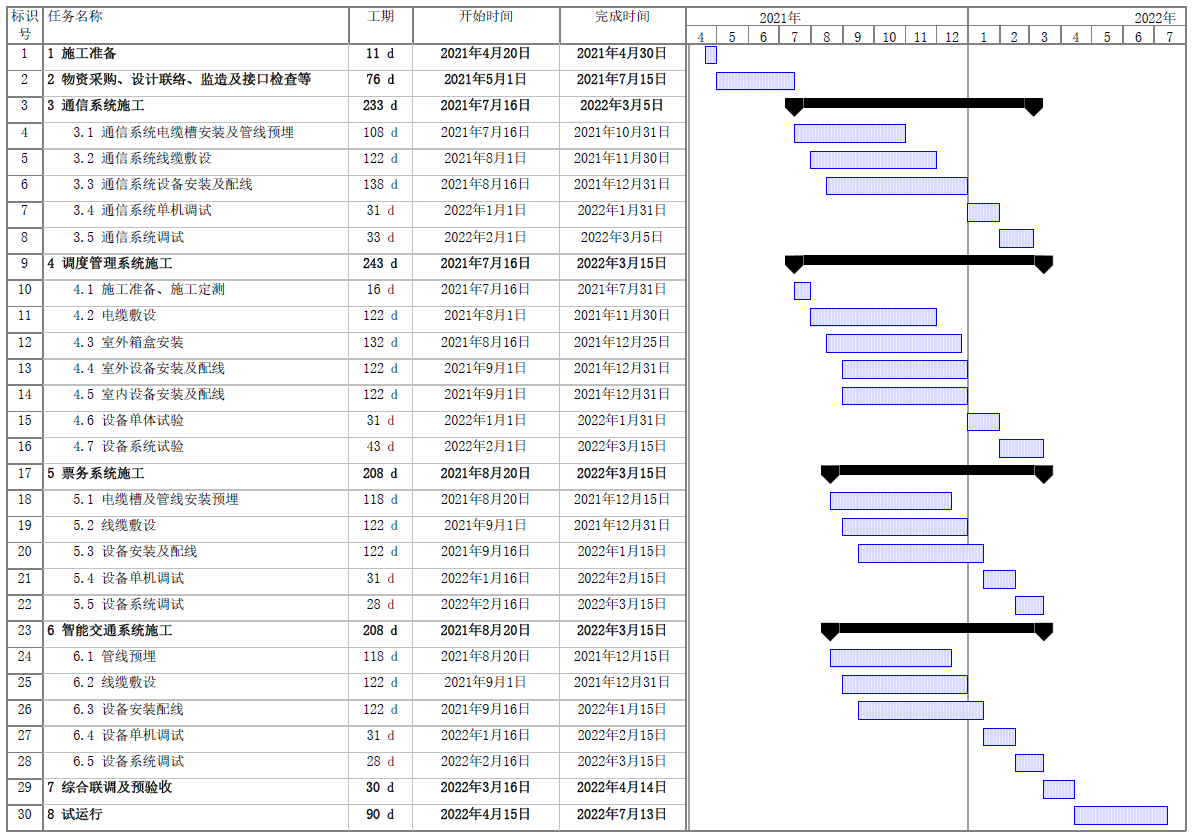 标识号 任务名称 工期 开始时间 完成时间 2021年 2022年
4 5 6 7 8 9 10 11 12 1 2 3 4 5 6 7
1 1 施工准备 11 d 2021年4月20日 2021年4月30日
2 2 物资采购、设计联络、监造及接口检查等 76 d 2021年5月1日 2021年7月15日
3 3 通信系统施工 233 d 2021年7月16日 2022年3月5日
4 3.1 通信系统电缆槽安装及管线预埋 108 d 2021年7月16日 2021年10月31日
5 3.2 通信系统线缆敷设 122 d 2021年8月1日 2021年11月30日
6 3.3 通信系统设备安装及配线 138 d 2021年8月16日 2021年12月31日
7 3.4 通信系统单机调试 31 d 2022年1月1日 2022年1月31日
8 3.5 通信系统调试 33 d 2022年2月1日 2022年3月5日
9 4 调度管理系统施工 243 d 2021年7月16日 2022年3月15日
10 4.1 施工准备、施工定测 16 d 2021年7月16日 2021年7月31日
11 4.2 电缆敷设 122 d 2021年8月1日 2021年11月30日
12 4.3 室外箱盒安装 132 d 2021年8月16日 2021年12月25日
13 4.4 室外设备安装及配线 122 d 2021年9月1日 2021年12月31日
14 4.5 室内设备安装及配线 122 d 2021年9月1日 2021年12月31日
15 4.6 设备单体试验 31 d 2022年1月1日 2022年1月31日
16 4.7 设备系统试验 43 d 2022年2月1日 2022年3月15日
17 5 票务系统施工 208 d 2021年8月20日 2022年3月15日
18 5.1 电缆槽及管线安装预埋 118 d 2021年8月20日 2021年12月15日
19 5.2 线缆敷设 122 d 2021年9月1日 2021年12月31日
20 5.3 设备安装及配线 122 d 2021年9月16日 2022年1月15日
21 5.4 设备单机调试 31 d 2022年1月16日 2022年2月15日
22 5.5 设备系统调试 28 d 2022年2月16日 2022年3月15日
23 6 智能交通系统施工 208 d 2021年8月20日 2022年3月15日
24 6.1 管线预埋 118 d 2021年8月20日 2021年12月15日
25 6.2 线缆敷设 122 d 2021年9月1日 2021年12月31日
26 6.3 设备安装配线 122 d 2021年9月16日 2022年1月15日
27 6.4 设备单机调试 31 d 2022年1月16日 2022年2月15日
28 6.5 设备系统调试 28 d 2022年2月16日 2022年3月15日
29 7 综合联调及预验收 30 d 2022年3月16日 2022年4月14日
30 8 试运行 90 d 2022年4月15日 2022年7月13日